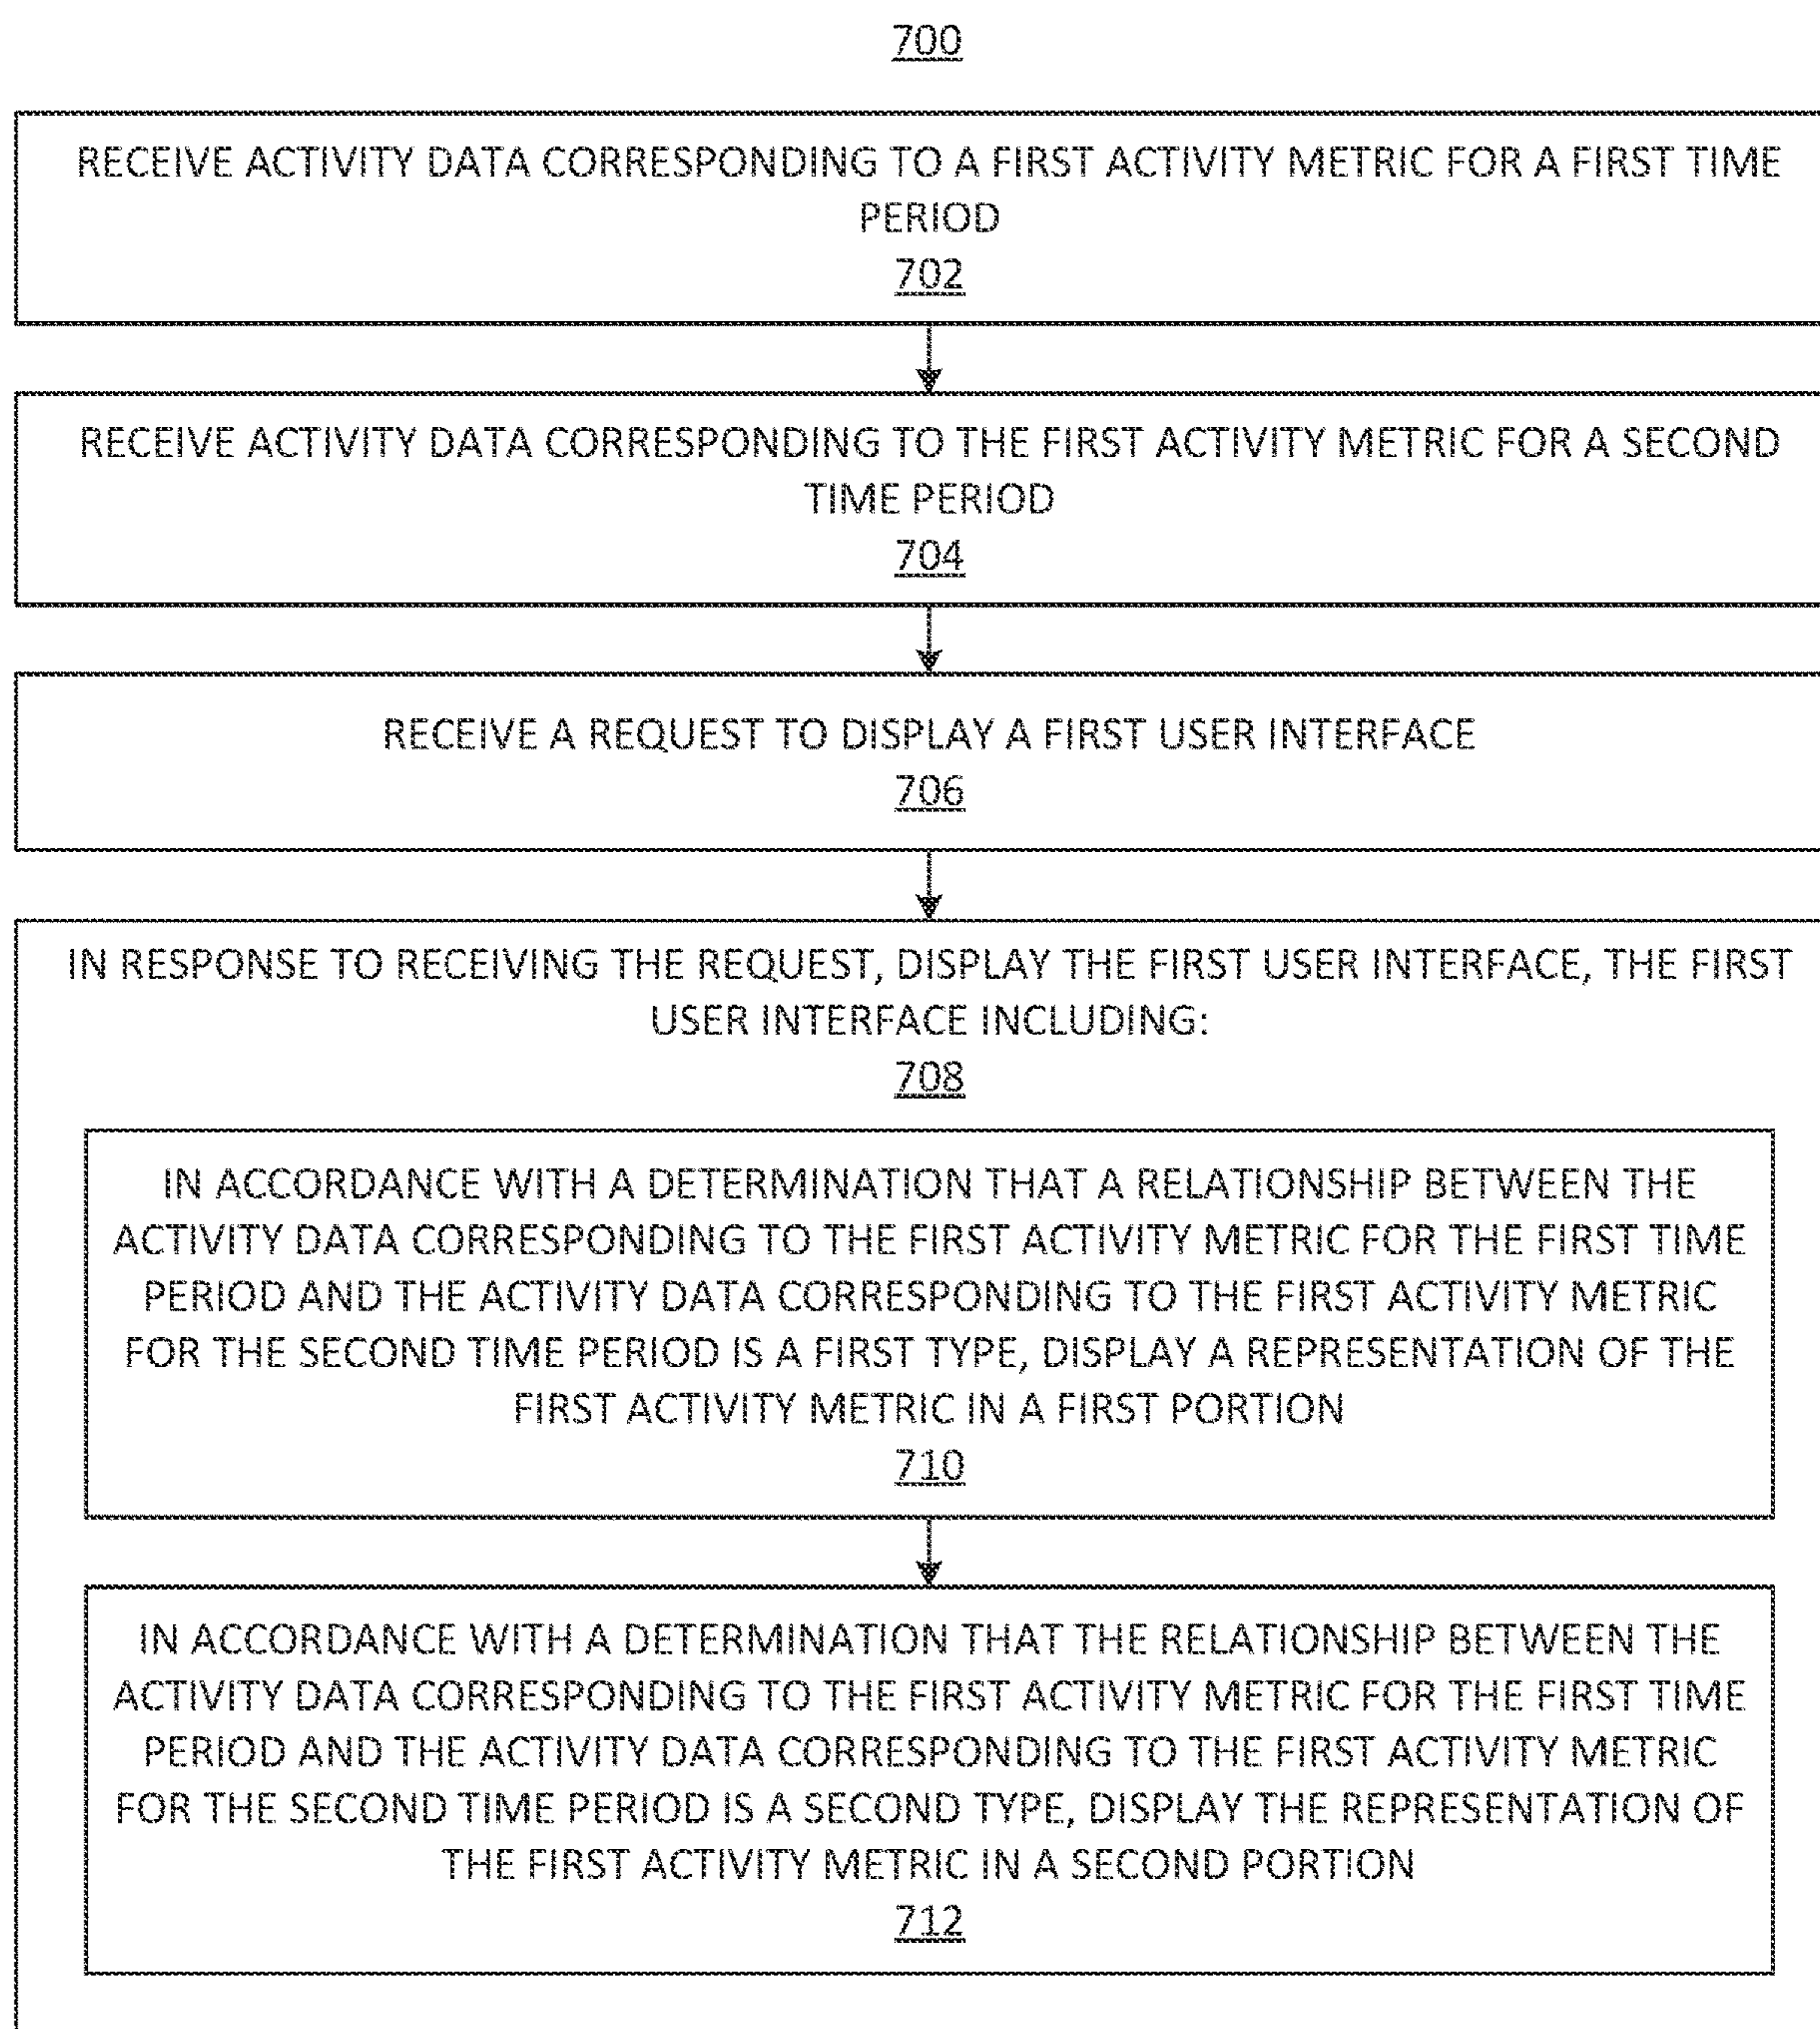 700
RECEIVE ACTIVITY DATA CORRESPONDING TO A FIRST ACTIVITY METRIC FOR A FIRST TIME
PERIOD
702
RECEIVE ACTIVITY DATA CORRESPONDING TO THE FIRST ACTIVITY METRIC FOR A SECOND
TIME PERIOD
704
RECEIVE A REQUEST TO DISPLAY A FIRST USER INTERFACE
706
IN RESPONSE TO RECEIVING THE REQUEST, DISPLAY THE FIRST USER INTERFACE, THE FIRST
USER INTERFACE INCLUDING:
708
IN ACCORDANCE WITH A DETERMINATION THAT A RELATIONSHIP BETWEEN THE
ACTIVITY DATA CORRESPONDING TO THE FIRST ACTIVITY METRIC FOR THE FIRST TIME
PERIOD AND THE ACTIVITY DATA CORRESPONDING TO THE FIRST ACTIVITY METRIC
FOR THE SECOND TIME PERIOD IS A FIRST TYPE, DISPLAY A REPRESENTATION OF THE
FIRST ACTIVITY METRIC IN A FIRST PORTION
710
IN ACCORDANCE WITH A DETERMINATION THAT THE RELATIONSHIP BETWEEN THE
ACTIVITY DATA CORRESPONDING TO THE FIRST ACTIVITY METRIC FOR THE FIRST TIME
PERIOD AND THE ACTIVITY DATA CORRESPONDING TO THE FIRST ACTIVITY METRIC
FOR THE SECOND TIME PERIOD IS A SECOND TYPE, DISPLAY THE REPRESENTATION OF
THE FIRST ACTIVITY METRIC IN A SECOND PORTION
712